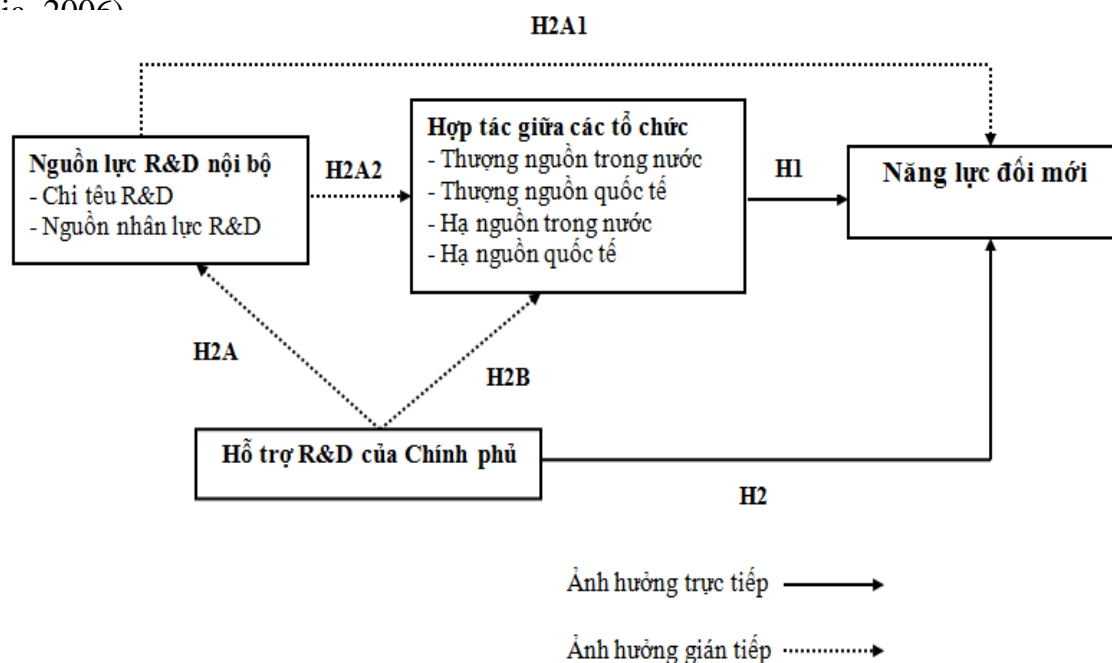 2006)
H2A1
Nguồn lực R&D nội bộ
- Chi têu R&D
- Nguồn nhân lực R&D
H2A2
Hợp tác giữa các tổ chức
- Thượng nguồn trong nước
- Thượng nguồn quốc tế
- Hạ nguồn trong nước
- Hạ nguồn quốc tế
H1
Năng lực đổi mới
H2A
H2B
Hỗ trợ R&D của Chính phủ
H2
Ảnh hưởng trực tiếp
Ảnh hưởng gián tiếp